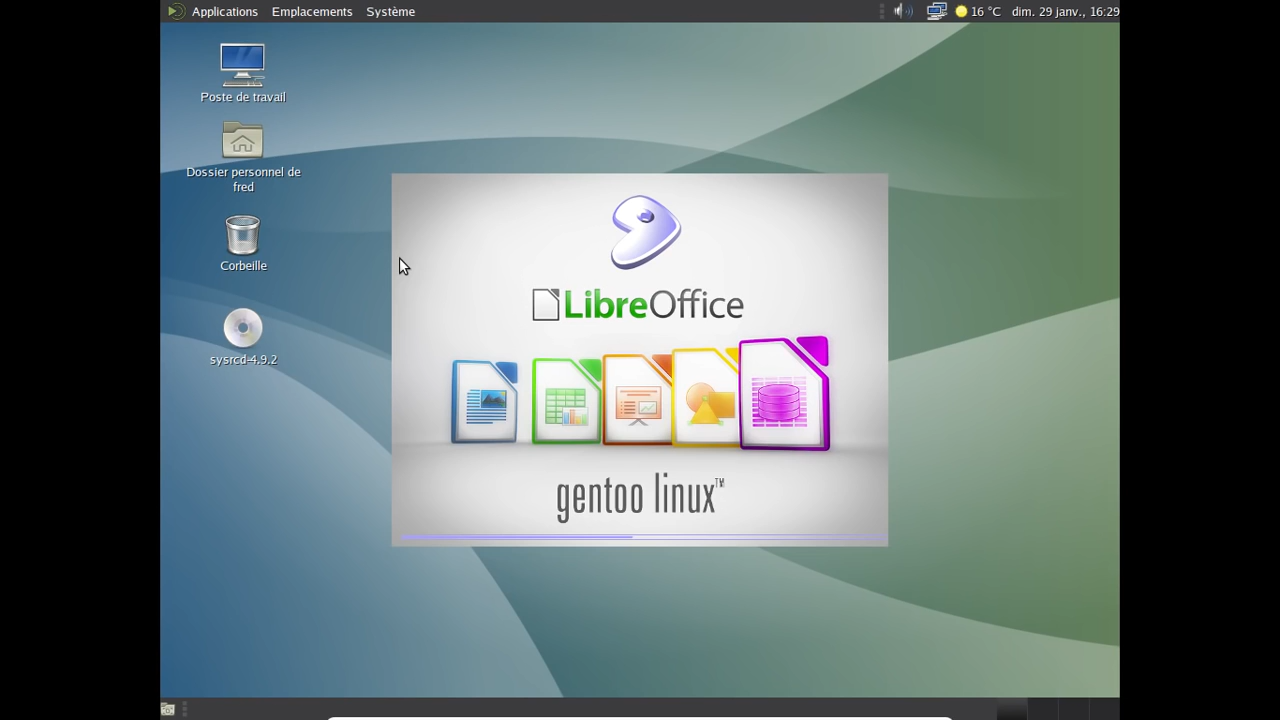 Applications Emplacements Système
16 °C dim. 29 janv., 16:29
Poste de travail
Dossier personnel de
fred
Corbeille
sysrcd-4.9.2
LibreOffice
gentoo linux™